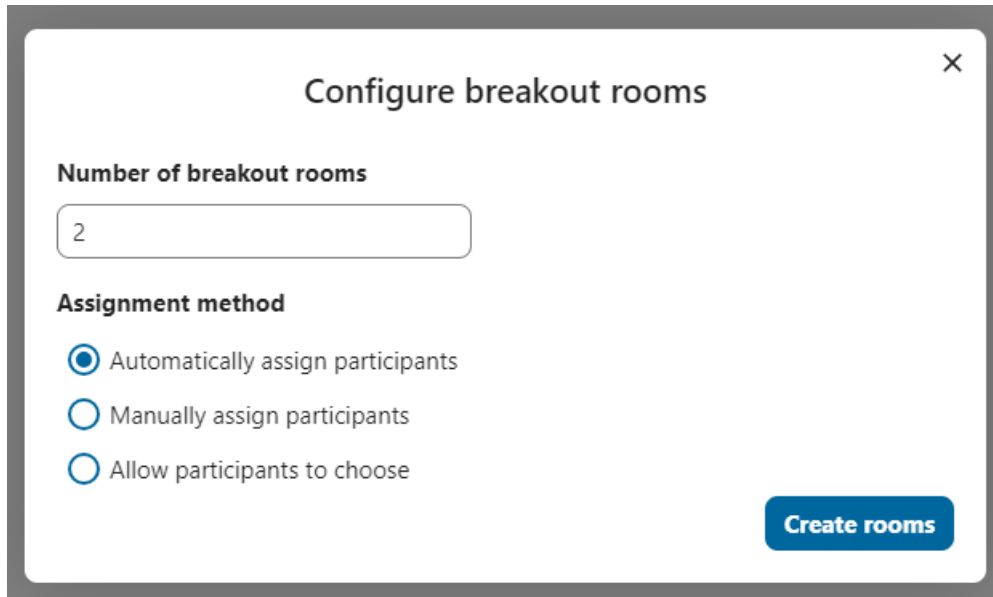 Configure breakout rooms
Number of breakout rooms
2
Assignment method
Automatically assign participants
Manually assign participants
Allow participants to choose
Create rooms